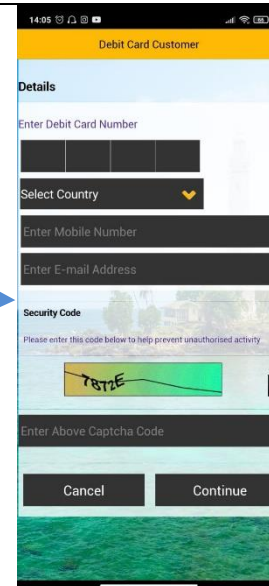 14:05
Debit Card Customer
Details
Enter Debit Card Number
Select Country
Enter Mobile Number
Enter E-mail Address
Security Code
Please enter this code below to help prevent unauthorised activity
7B72E
Enter Above Captcha Code
Cancel
Continue